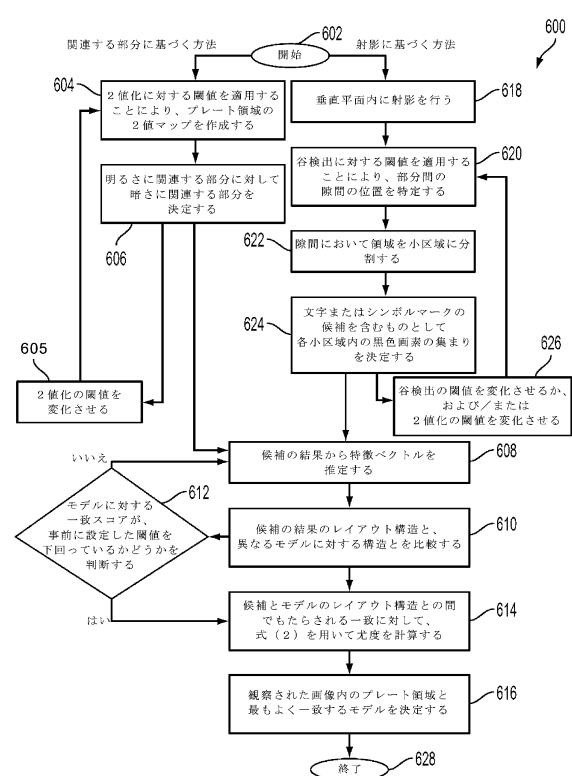 600
602
関連する部分に基づく方法
開始
射影に基づく方法
604
2値化に対する閾値を適用する
ことにより、プレート領域の
2値マップを作成する
垂直平面内に射影を行う
618
明るさに関連する部分に対して
暗さに関連する部分を
決定する
606
谷検出に対する閾値を適用する
ことにより、部分間の
隙間の位置を特定する
620
622
隙間において領域を小区域に分
割する
624
文字またはシンボルマークの
候補を含むものとして
各小区域内の黒色画素の集まり
を決定する
605
2値化の閾値を
変化させる
626
谷検出の閾値を変化させるか、
および/または
2値化の閾値を変化させる
いいえ
候補の結果から特徴ベクトルを
推定する
608
612
モデルに対する
一致スコアが、
事前に設定した閾値を
下回っているかどうかを
判断する
候補の結果のレイアウト構造と、
異なるモデルに対する構造とを比較する
610
はい
候補とモデルのレイアウト構造との間
でもたらされる一致に対して、
式(2)を用いて尤度を計算する
614
観察された画像内のプレート領域と
最もよく一致するモデルを決定する
616
終了
628